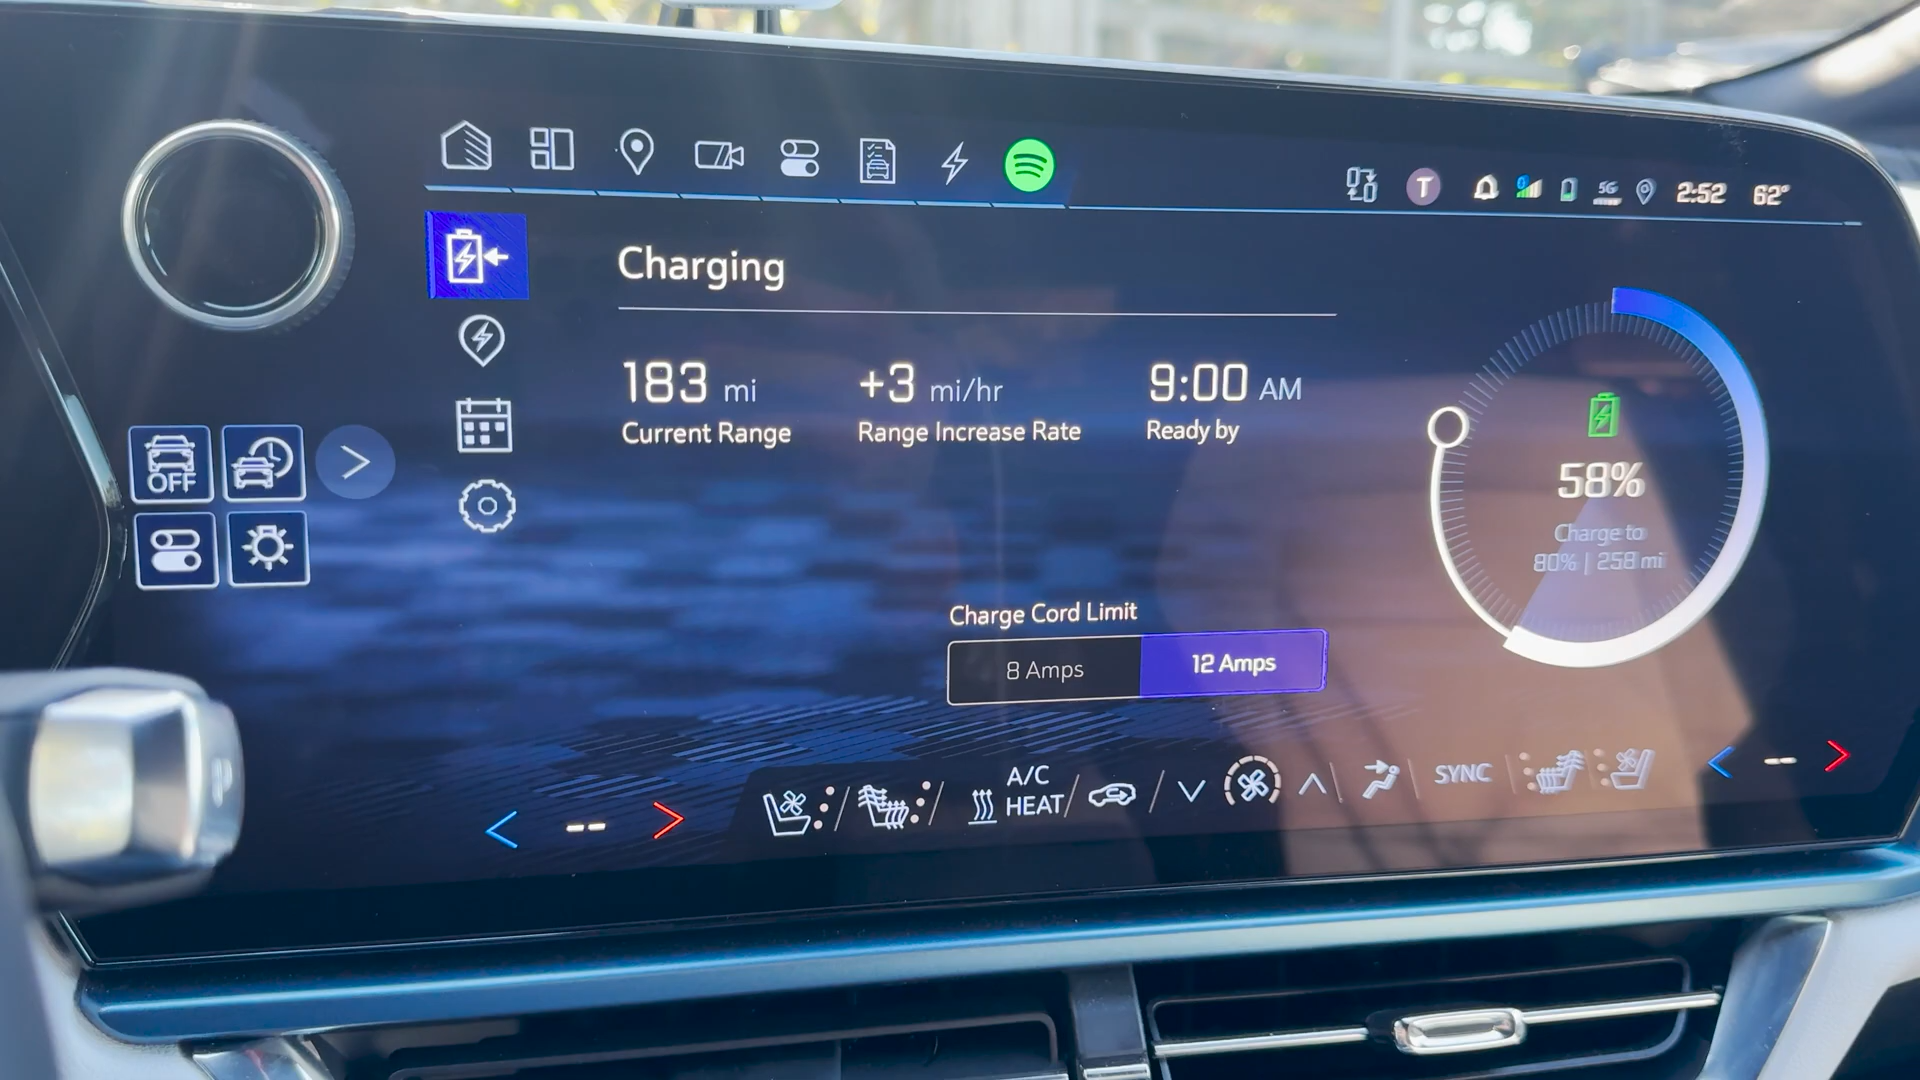 T
5G
2:52
62°
Charging
183 mi
Current Range
+3 mi/hr
Range Increase Rate
9:00 AM
Ready by
58%
Charge to
80% | 258 mi
OFF
Charge Cord Limit
8 Amps
12 Amps
--
A/C
HEAT
SYNC
--